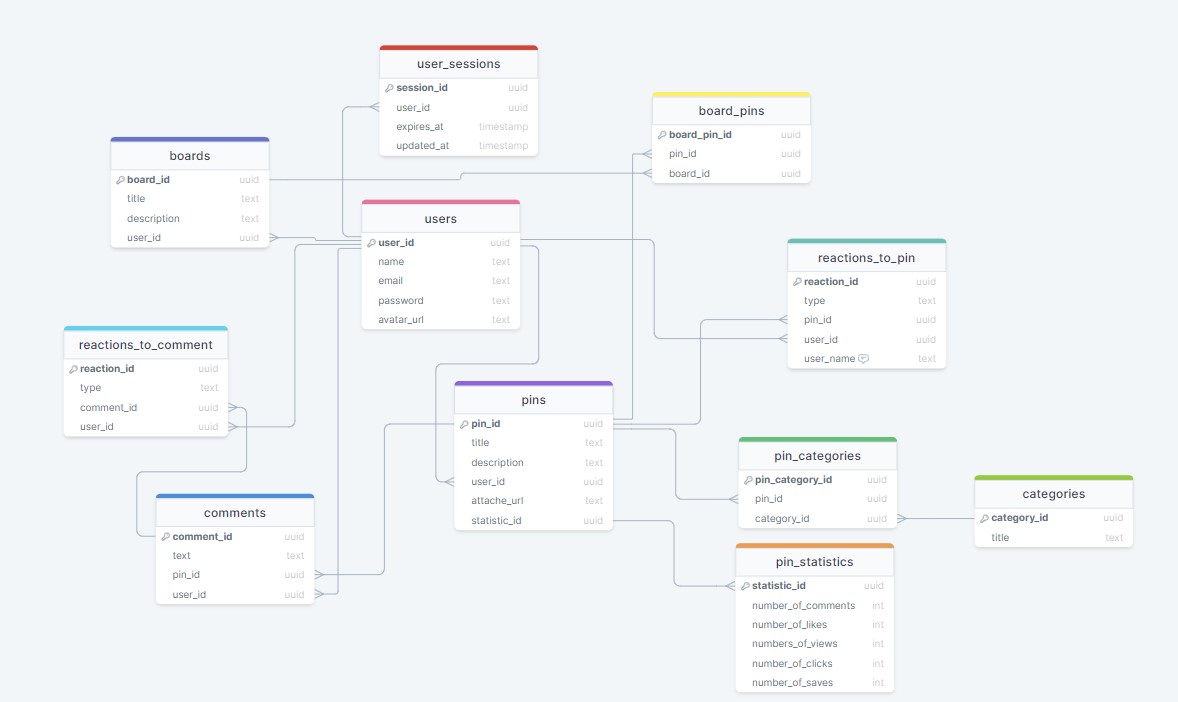 user_sessions
session_id uuid
user_id uuid
expires_at timestamp
updated_at timestamp
board_pins
board_pin_id uuid
pin_id uuid
board_id uuid
boards
board_id uuid
title text
description text
user_id uuid
users
user_id uuid
name text
email text
password text
avatar_url text
reactions_to_pin
reaction_id uuid
type text
pin_id uuid
user_id uuid
user_name text
reactions_to_comment
reaction_id uuid
type text
comment_id uuid
user_id uuid
pins
pin_id uuid
title text
description text
user_id uuid
attache_url text
statistic_id uuid
pin_categories
pin_category_id uuid
pin_id uuid
category_id uuid
categories
category_id uuid
title text
comments
comment_id uuid
text text
pin_id uuid
user_id uuid
pin_statistics
statistic_id uuid
number_of_comments int
number_of_likes int
numbers_of_views int
number_of_clicks int
number_of_saves int